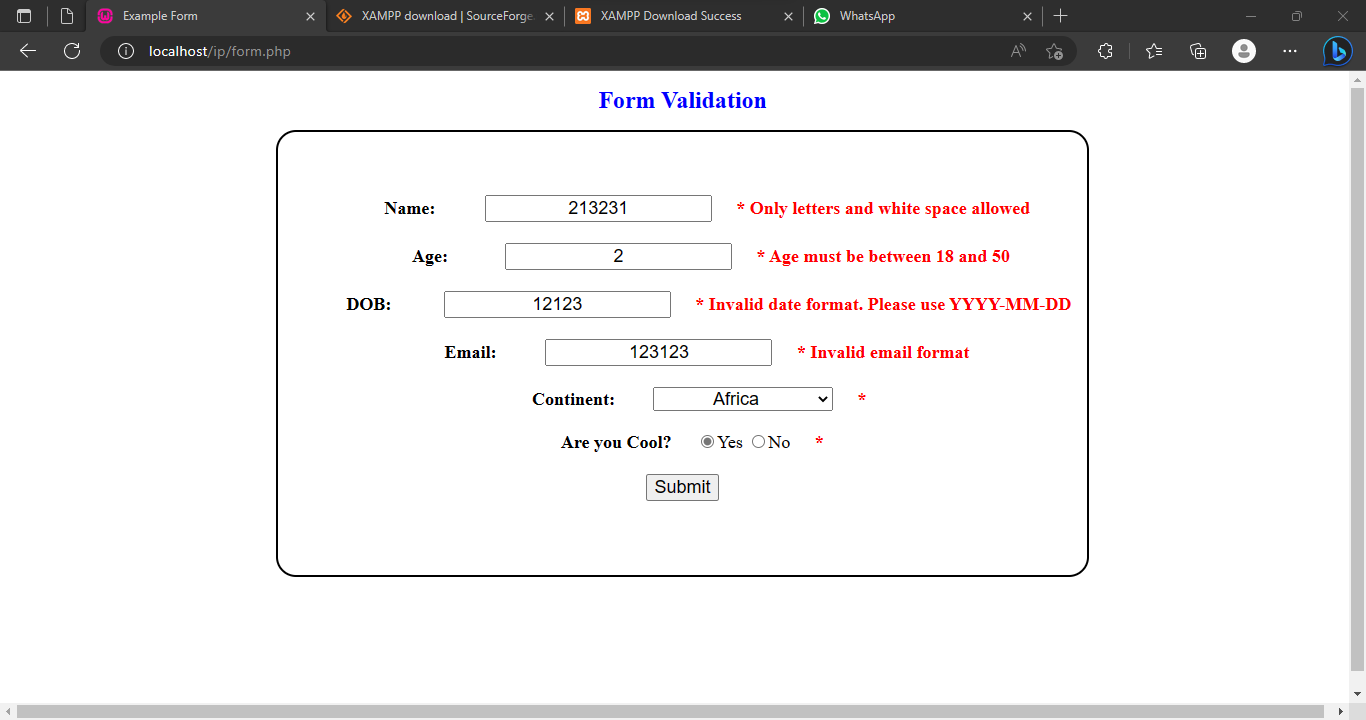 Example Form
XAMPP download | SourceForge.
XAMPP Download Success
WhatsApp
localhost/ip/form.php
Form Validation
Name: 213231 * Only letters and white space allowed
Age: 2 * Age must be between 18 and 50
DOB: 12123 * Invalid date format. Please use YYYY-MM-DD
Email: 123123 * Invalid email format
Continent: Africa *
Are you Cool? Yes No *
Submit